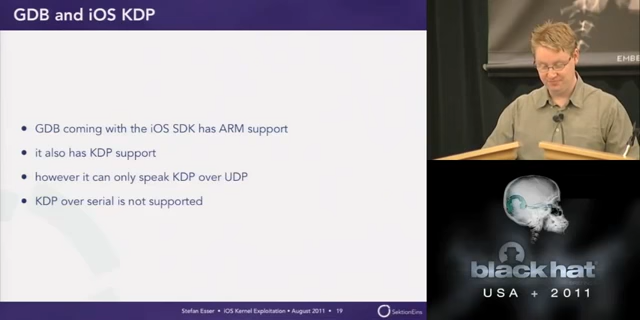 GDB and iOS KDP
GDB coming with the iOS SDK has ARM support
it also has KDP support
however it can only speak KDP over UDP
KDP over serial is not supported
Stefan Esser • iOS Kernel Exploitation • August 2011 • 19
SektionEins
EMBE
black hat
USA + 2011